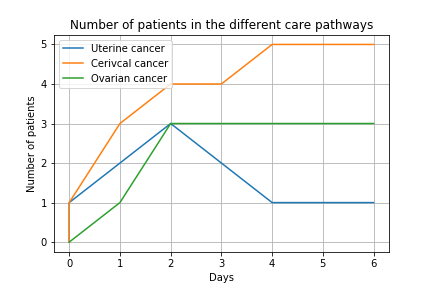 Number of patients in the different care pathways
Uterine cancer
Cerivcal cancer
Ovarian cancer
Number of patients
5
4
3
2
1
0
0 1 2 3 4 5 6
Days